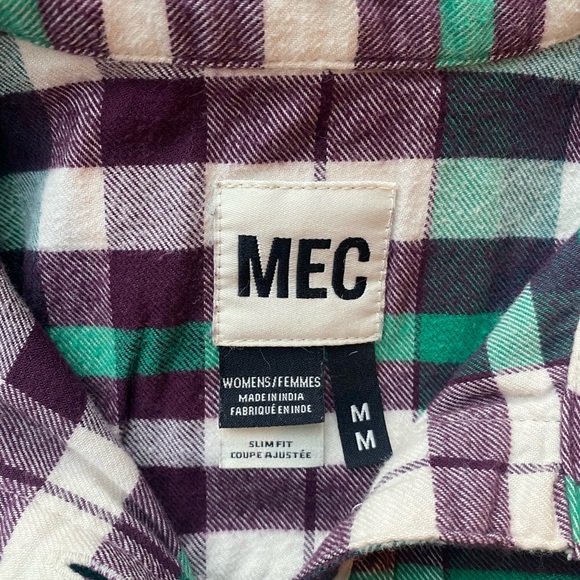 MEC
WOMENS/FEMMES
MADE IN INDIA
FABRIQUÉ EN INDE
SLIM FIT
COUPE AJUSTÉE
M
M